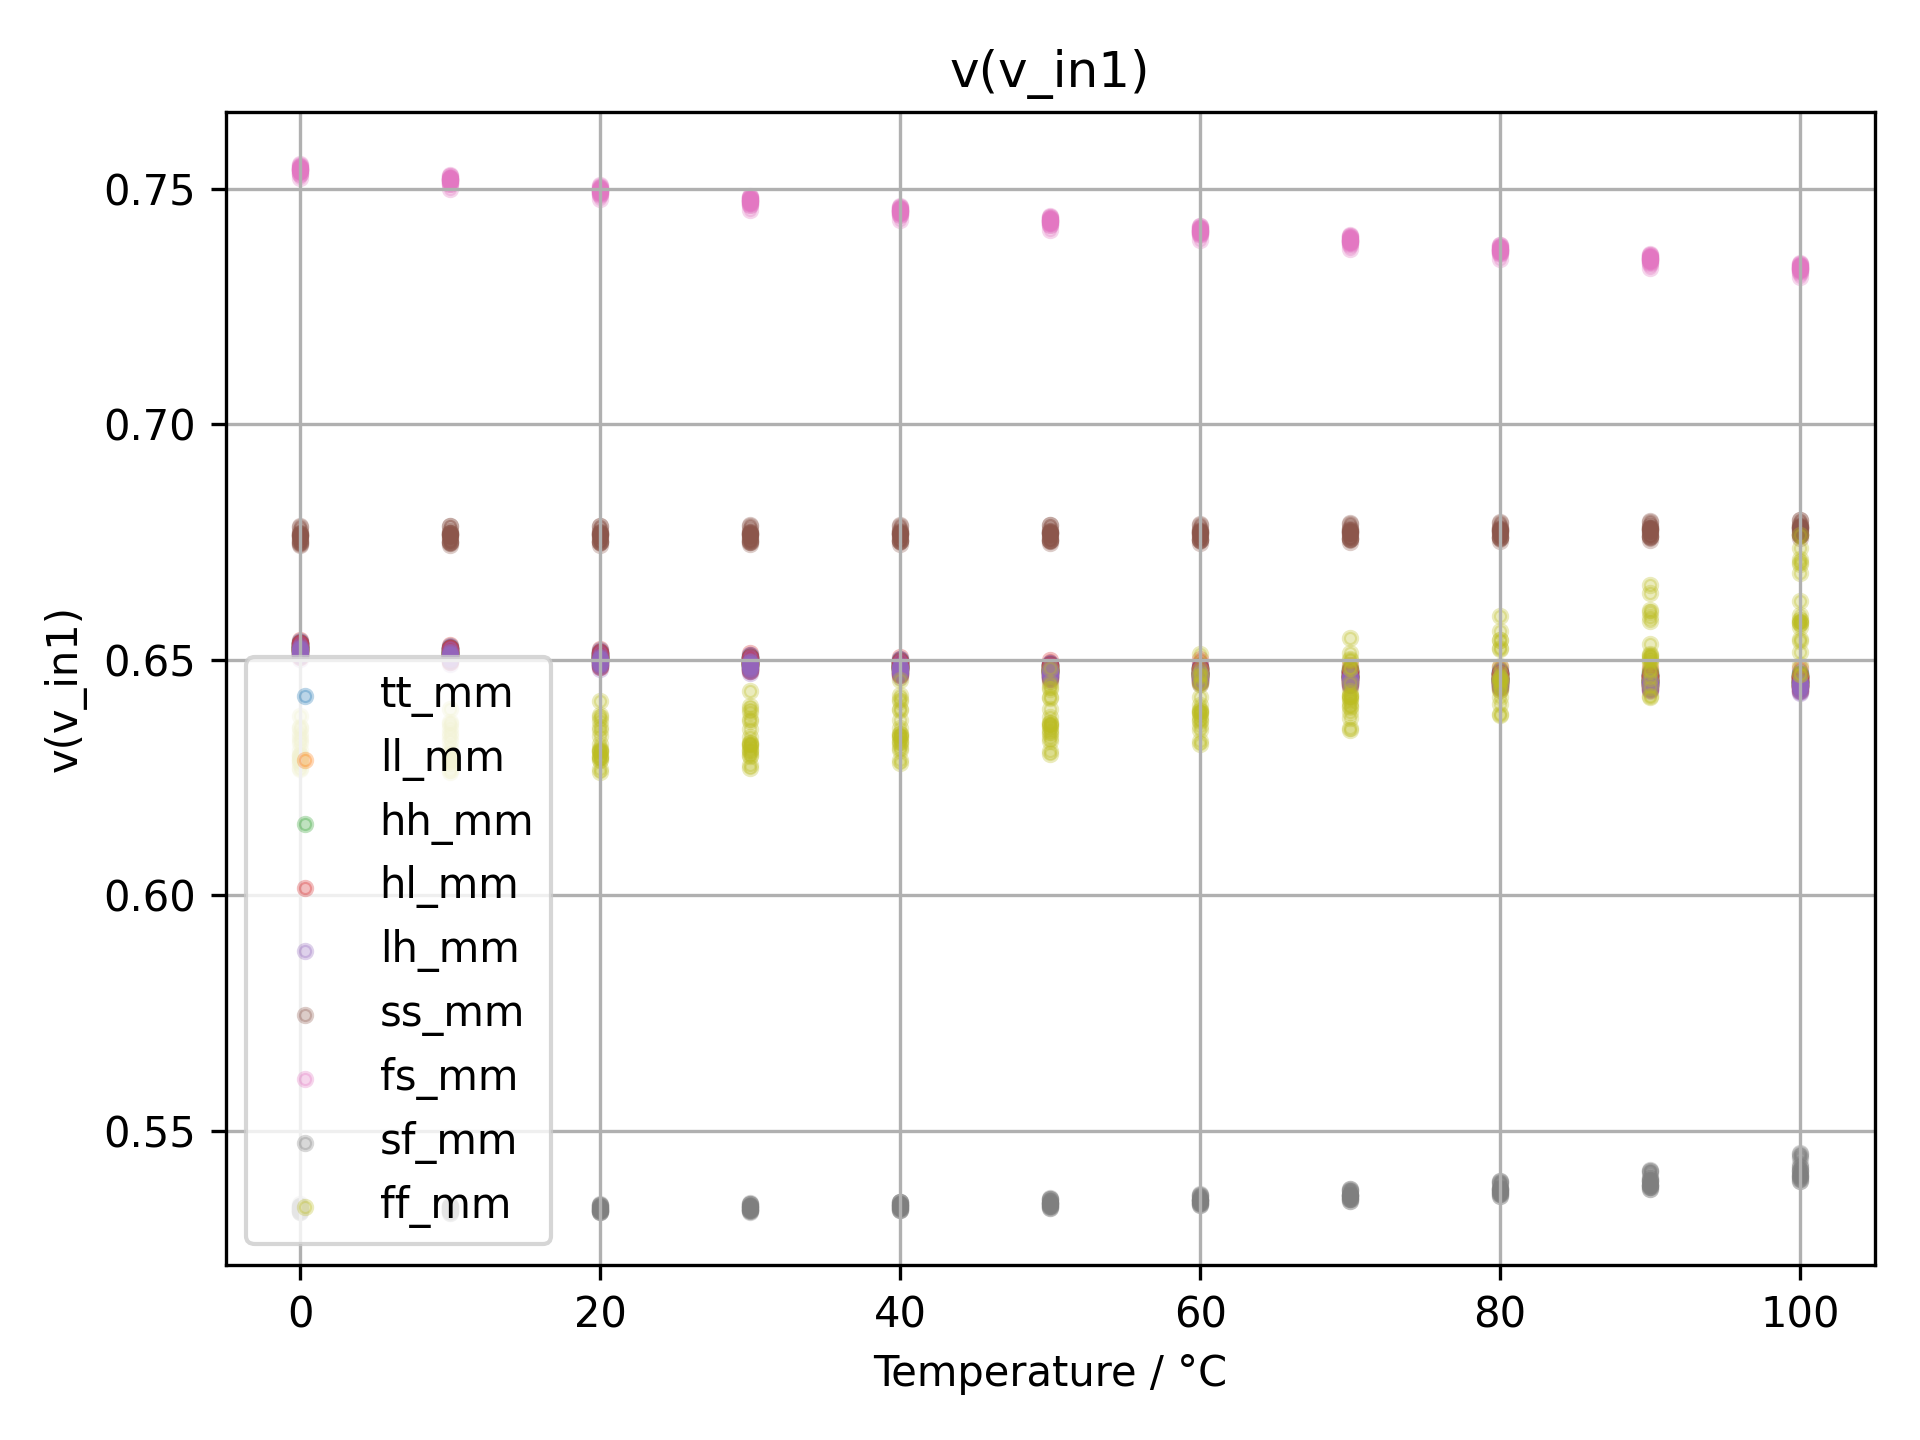 v(v_in1)
0.75
0.70
0.65
0.60
0.55
v(v_in1)
tt_mm
ll_mm
hh_mm
hl_mm
lh_mm
ss_mm
fs_mm
sf_mm
ff_mm
0 20 40 60 80 100
Temperature / °C